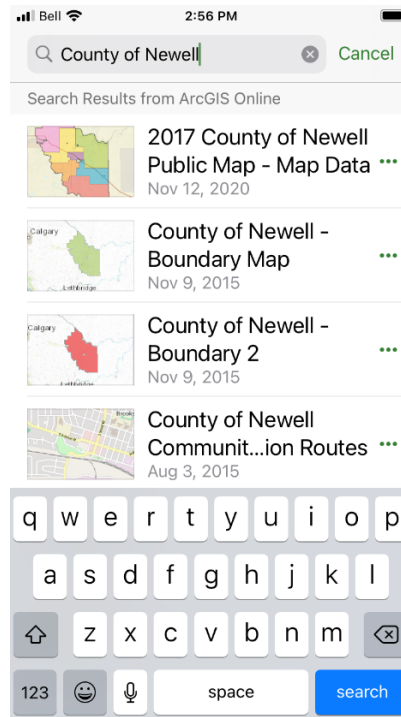 Bell
2:56 PM
County of Newell
Cancel
Search Results from ArcGIS Online
2017 County of Newell
Public Map - Map Data
Nov 12, 2020
Calgary
Lethbridge
County of Newell -
Boundary Map
Nov 9, 2015
Calgary
Lethbridge
County of Newell -
Boundary 2
Nov 9, 2015
County of Newell
Communit...ion Routes
Aug 3, 2015
q w e r t y u i o p
a s d f g h j k l
z x c v b n m
123
space
search